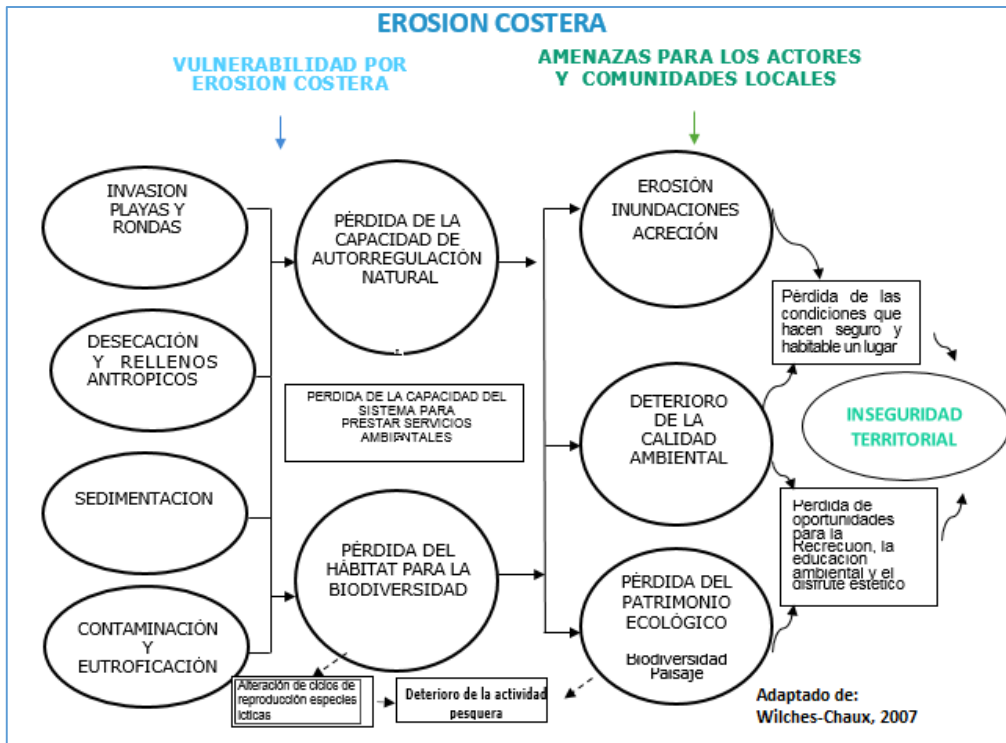 EROSION COSTERA
VULNERABILIDAD POR
EROSION COSTERA
AMENAZAS PARA LOS ACTORES
Y COMUNIDADES LOCALES
INVASION
PLAYAS Y
RONDAS
DESECACIÓN
Y RELLENOS
ANTROPICOS
SEDIMENTACION
CONTAMINACIÓN
Y
EUTROFICACIÓN
PÉRDIDA DE LA
CAPACIDAD DE
AUTORREGULACIÓN
NATURAL
PERDIDA DE LA CAPACIDAD DEL
SISTEMA PARA
PRESTAR SERVICIOS
AMBIANTALES
PÉRDIDA DEL
HÁBITAT PARA LA
BIODIVERSIDAD
Alteración de ciclos de
reproducción especies
icticas
Deterioro de la actividad
pesquera
EROSIÓN
INUNDACIONES
ACRECIÓN
DETERIORO
DE LA
CALIDAD
AMBIENTAL
PÉRDIDA DEL
PATRIMONIO
ECOLÓGICO
Biodiversidad
Paisaje
Pérdida de las
condiciones que
hacen seguro y
habitable un lugar
Perdida de
oportunidades
para la
Recrecuon, la
educación
ambiental y el
disfrute estético
INSEGURIDAD
TERRITORIAL
Adaptado de:
Wilches-Chaux, 2007